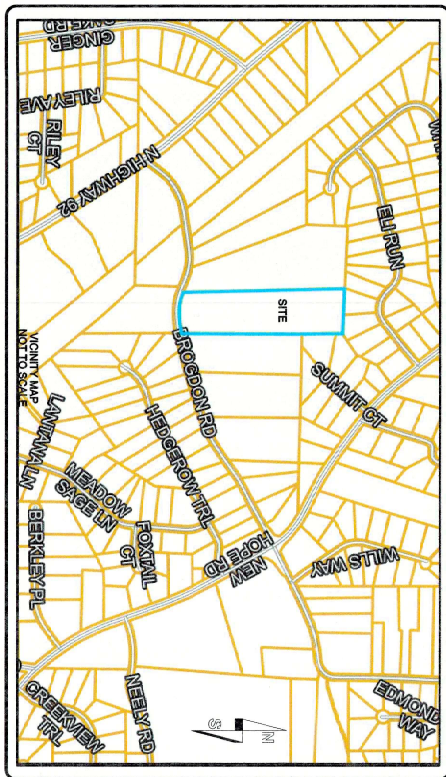 GINGER
CAKE RD
RILEY AVE
RILEY
CT
N HIGHWAY 92
ELI RUN
SITE
BROGDON RD
SUMMIT CT
VICINITY MAP
NOT TO SCALE
LANTANA LN
HEDGEROW TRL
MEADOW
SAGE LN
FOXTAIL
CT
BERKLEY PL
NEW
HOPE RD
WILLS WAY
EDMOND
WAY
NEELY RD
CREEKVIEW
TRL
N
S